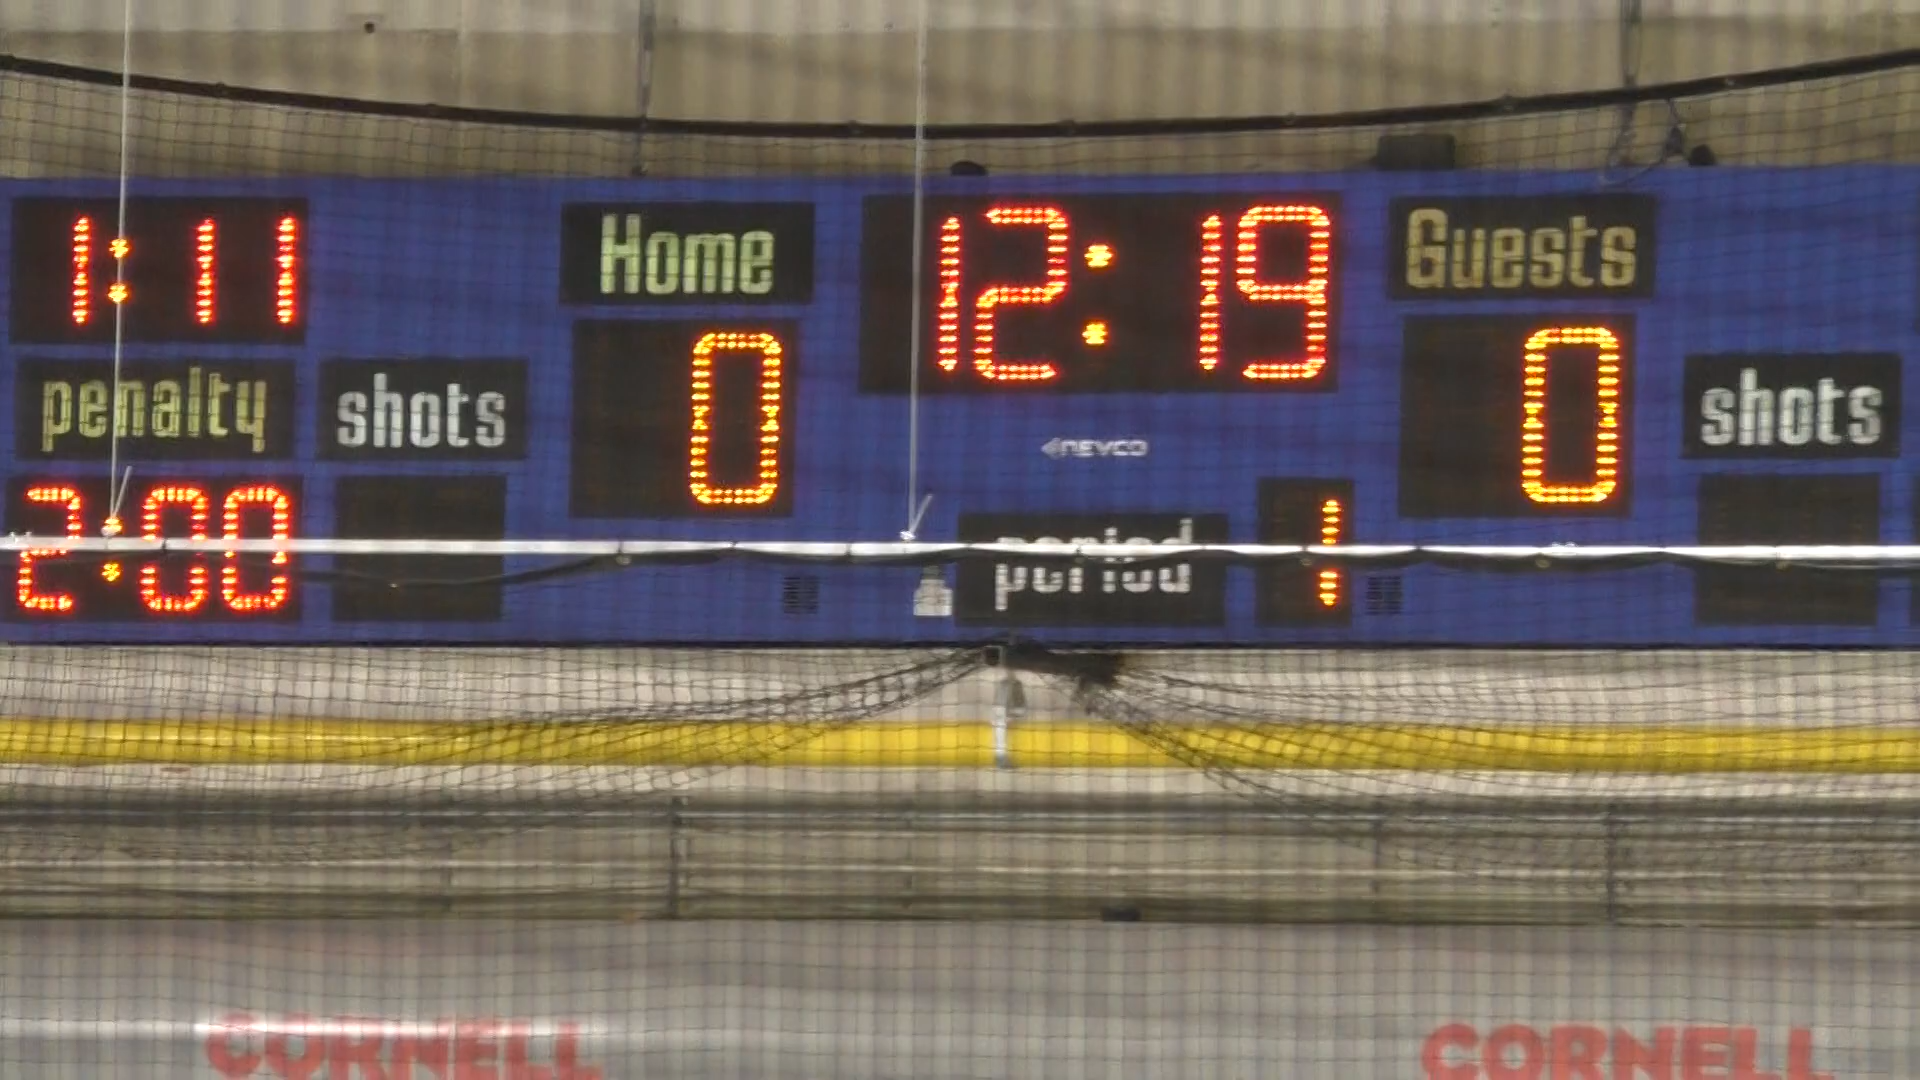 1:11
Home
12:19
Guests
penalty
shots
0
0
shots
NEVCO
2:00
period
1
CORNELL
CORNELL